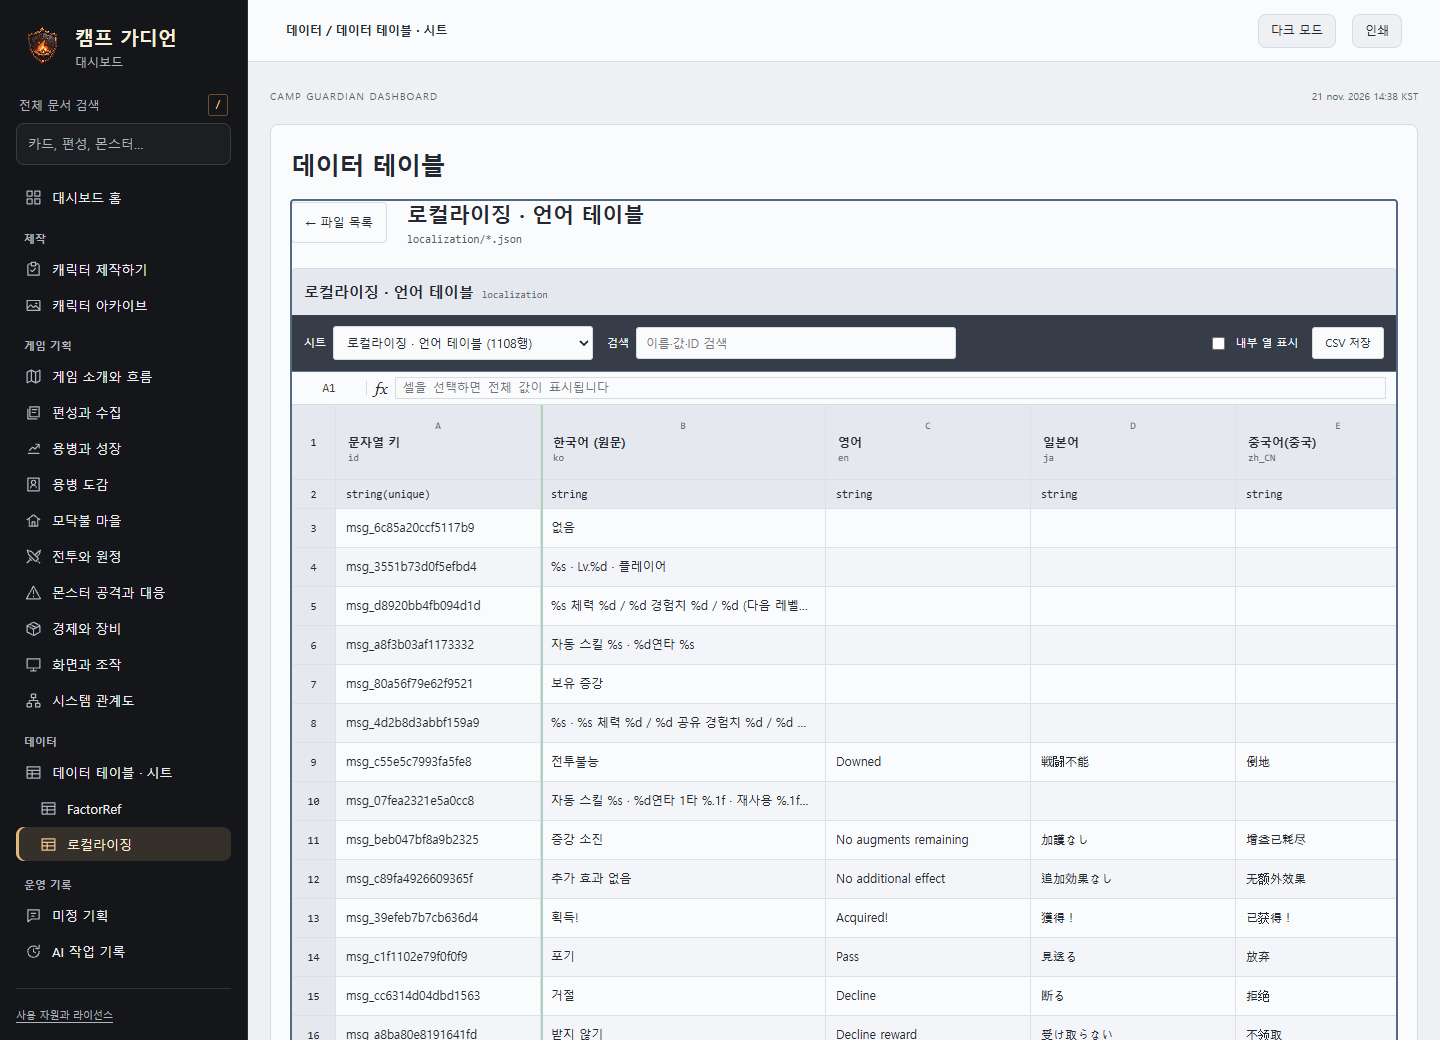 캠프 가디언
대시보드
전체 문서 검색 /
카드, 편성, 몬스터...
대시보드 홈
제작
캐릭터 제작하기
캐릭터 아카이브
게임 기획
게임 소개와 흐름
편성과 수집
용병과 성장
용병 도감
모닥불 마을
전투와 원정
몬스터 공격과 대응
경제와 장비
화면과 조작
시스템 관계도
데이터
데이터 테이블 · 시트
FactorRef
로컬라이징
운영 기록
미정 기획
AI 작업 기록
사용 자원과 라이선스
데이터 / 데이터 테이블 · 시트
다크 모드
인쇄
CAMP GUARDIAN DASHBOARD
21 nov. 2026 14:38 KST
데이터 테이블
← 파일 목록
로컬라이징 · 언어 테이블
localization/*.json
로컬라이징 · 언어 테이블 localization
시트 로컬라이징 · 언어 테이블 (1108행) 검색 이름·값·ID 검색 내부 열 표시 CSV 저장
A1 fx 셀을 선택하면 전체 값이 표시됩니다
A B C D E
1 문자열 키 한국어 (원문) 영어 일본어 중국어(중국)
id ko en ja zh_CN
2 string(unique) string string string string
3 msg_6c85a20ccf5117b9 없음
4 msg_3551b73d0f5efbd4 %s · Lv.%d · 플레이어
5 msg_d8920bb4fb094d1d %s 체력 %d / %d 경험치 %d / %d (다음 레벨...
6 msg_a8f3b03af1173332 자동 스킬 %s · %d연타 %s
7 msg_80a56f79e62f9521 보유 증강
8 msg_4d2b8d3abbf159a9 %s · %s 체력 %d / %d 공유 경험치 %d / %d ...
9 msg_c55e5c7993fa5fe8 전투불능 Downed 戦闘不能 倒地
10 msg_07fea2321e5a0cc8 자동 스킬 %s · %d연타 1타 %.1f · 재사용 %.1f...
11 msg_beb047bf8a9b2325 증강 소진 No augments remaining 加護なし 增益已耗尽
12 msg_c89fa4926609365f 추가 효과 없음 No additional effect 追加効果なし 无额外效果
13 msg_39efeb7b7cb636d4 획득! Acquired! 獲得！ 已获得！
14 msg_c1f1102e79f0f0f9 포기 Pass 見送る 放弃
15 msg_cc6314d04dbd1563 거절 Decline 断る 拒绝
16 msg_a8ba80e8191641fd 받지 않기 Decline reward 受け取らない 不领取